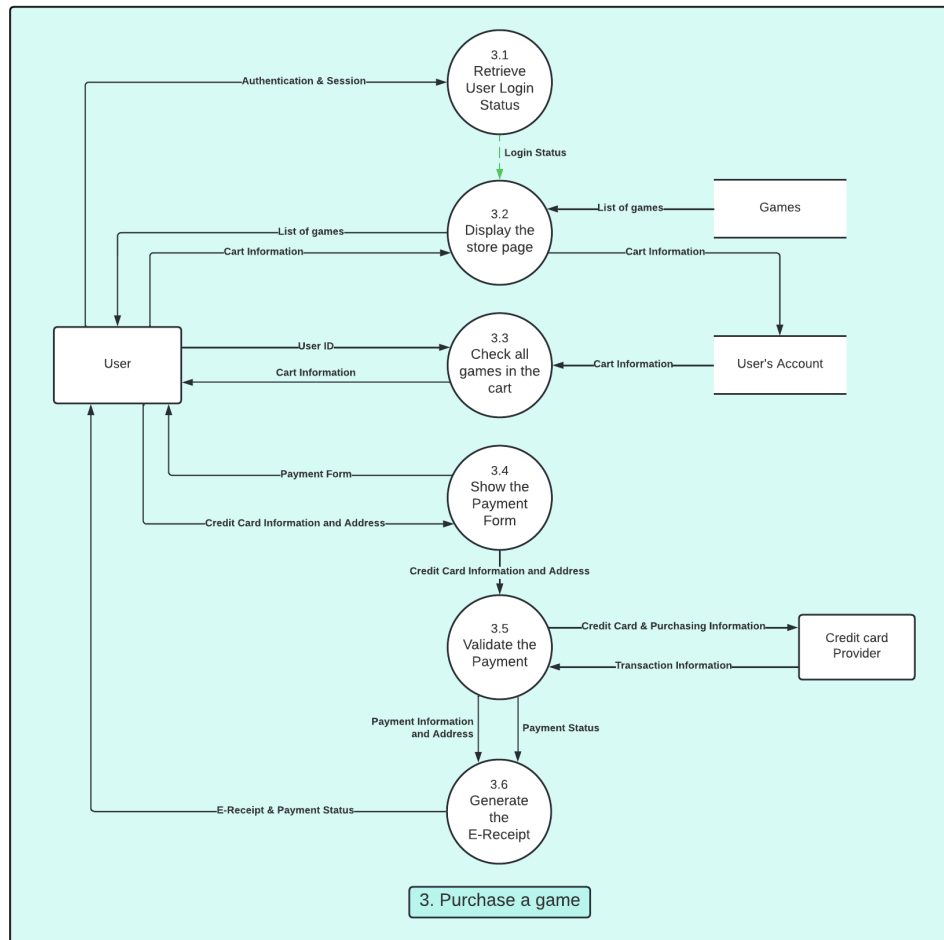 3.1
Retrieve
User Login
Status
Authentication & Session
Login Status
3.2
Display the
store page
List of games
Games
List of games
Cart Information
Cart Information
User
User ID
3.3
Check all
games in the
cart
Cart Information
User's Account
Cart Information
3.4
Show the
Payment
Form
Payment Form
Credit Card Information and Address
Credit Card Information and Address
3.5
Validate the
Payment
Credit Card & Purchasing Information
Credit card
Provider
Transaction Information
Payment Information
and Address
Payment Status
3.6
Generate
the
E-Receipt
E-Receipt & Payment Status
3. Purchase a game